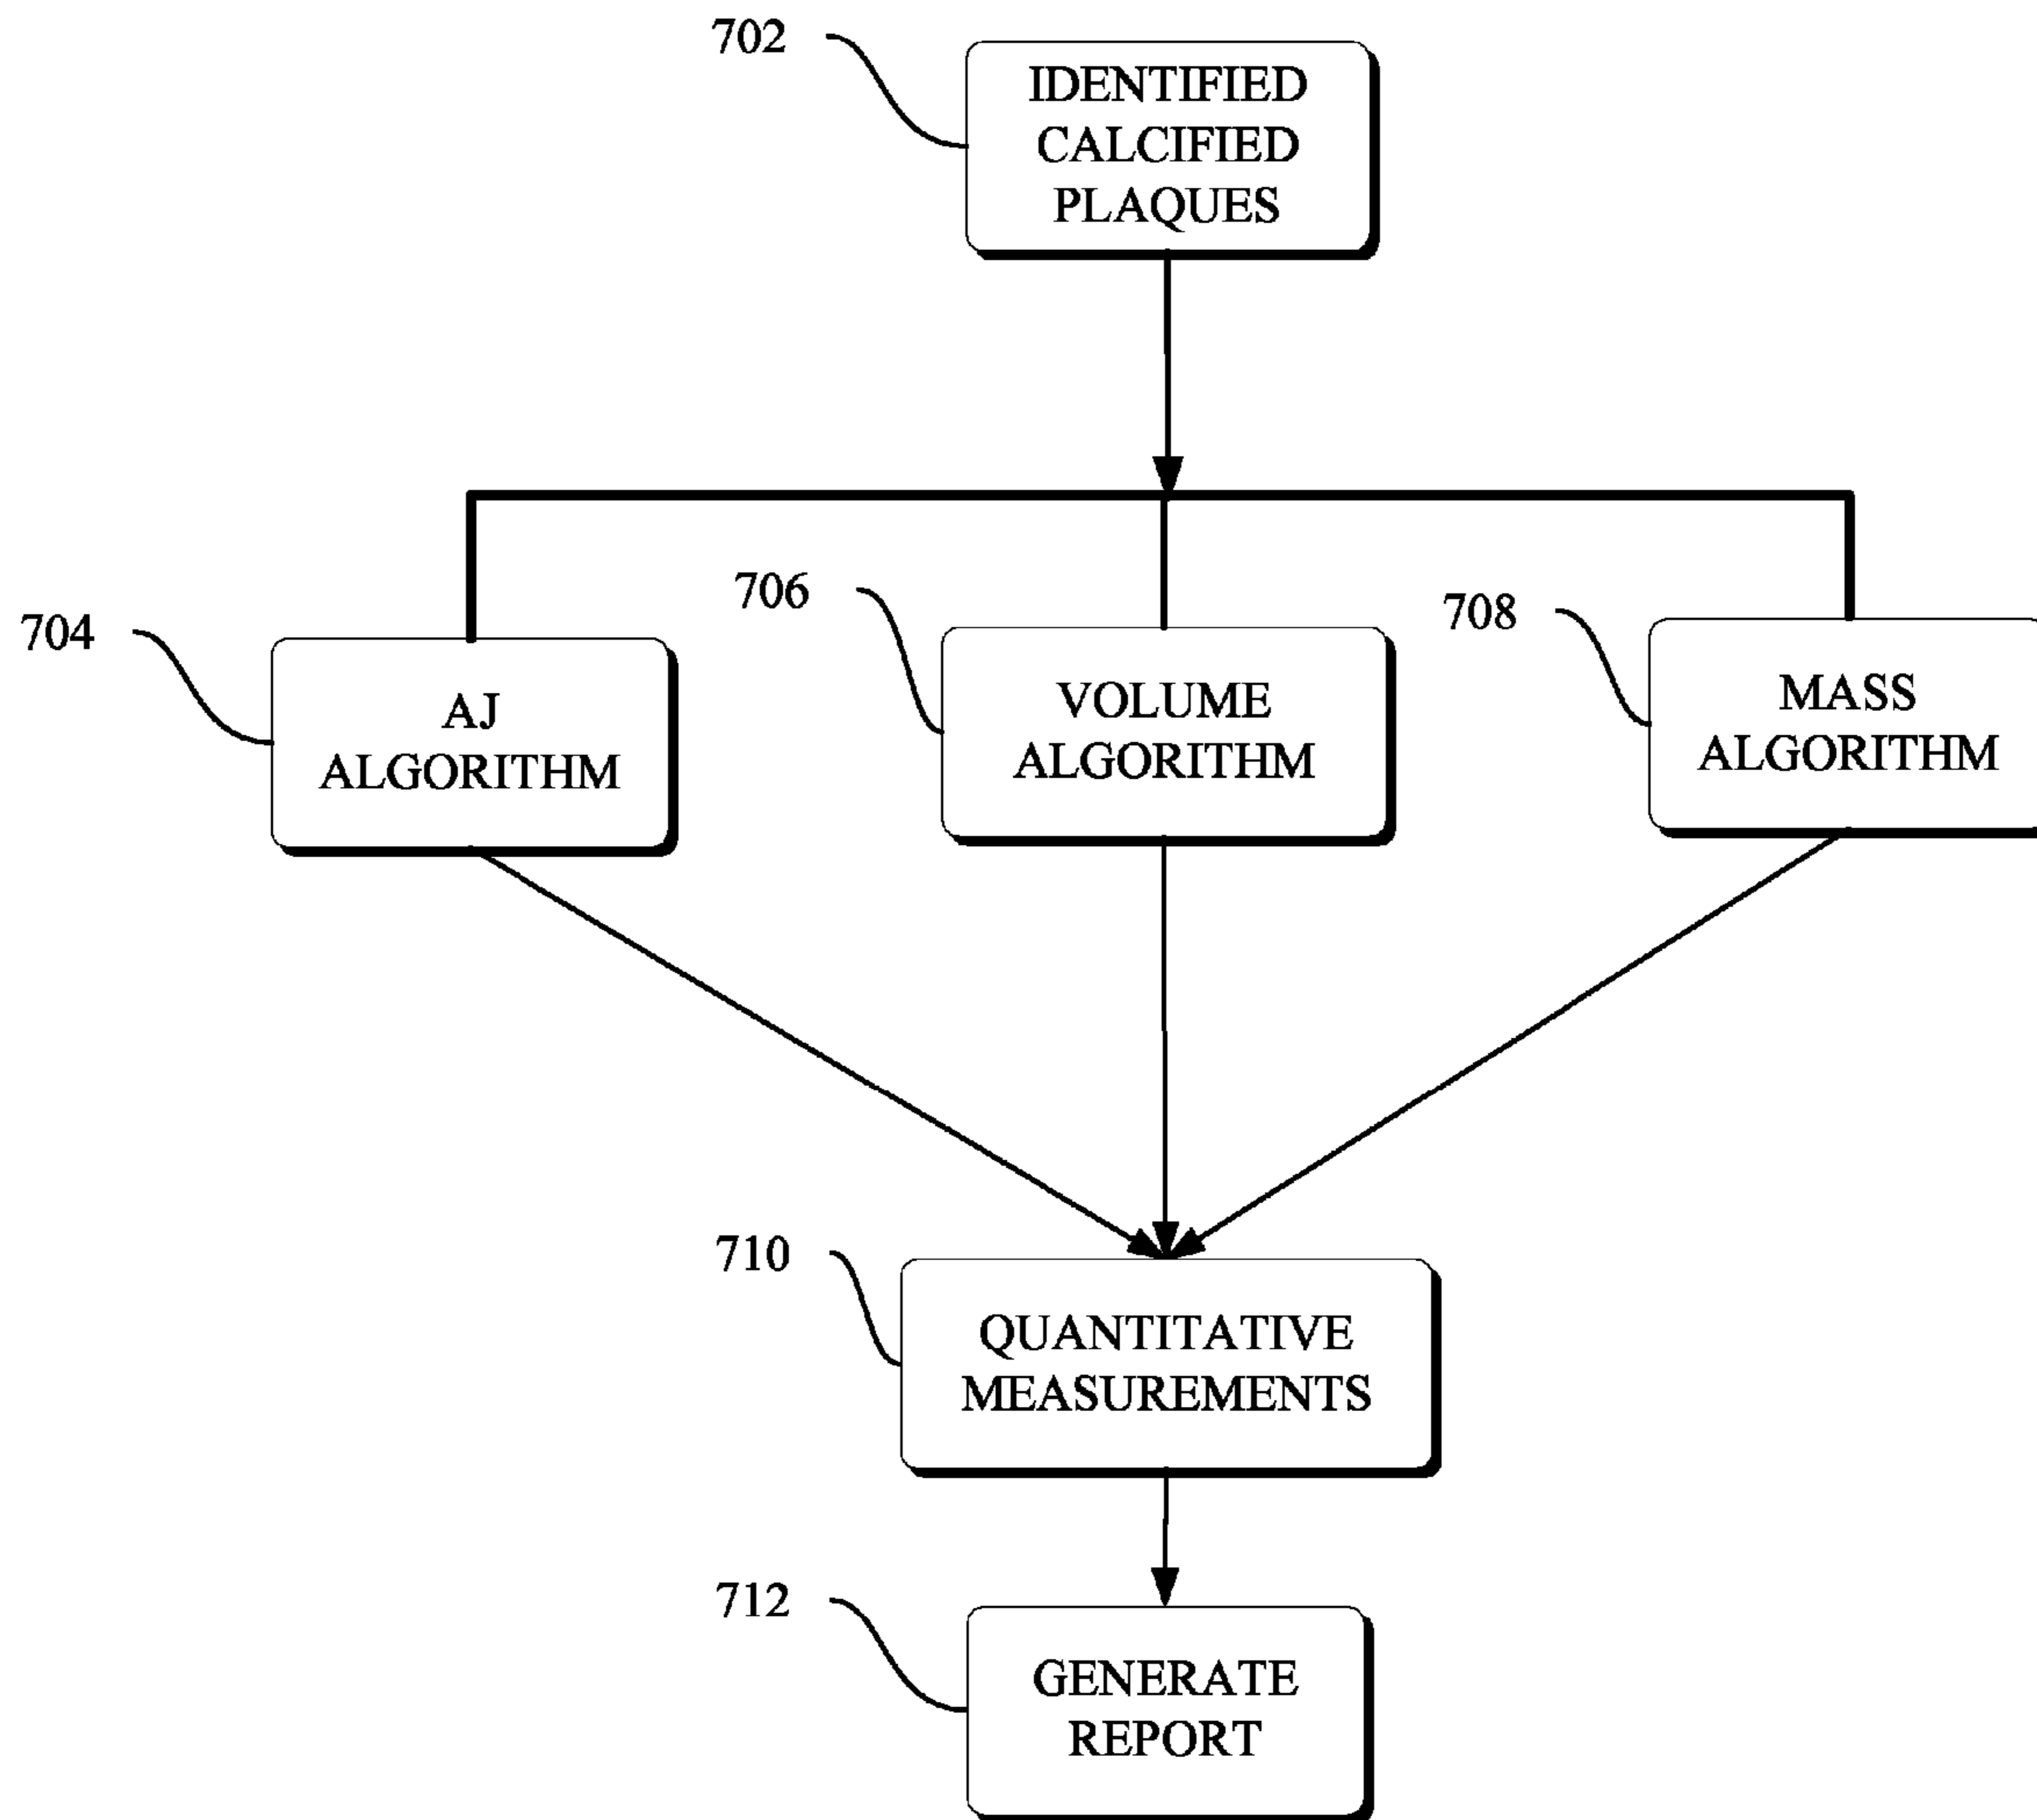 702
IDENTIFIED
CALCIFIED
PLAQUES
704
AJ
ALGORITHM
706
VOLUME
ALGORITHM
708
MASS
ALGORITHM
710
QUANTITATIVE
MEASUREMENTS
712
GENERATE
REPORT